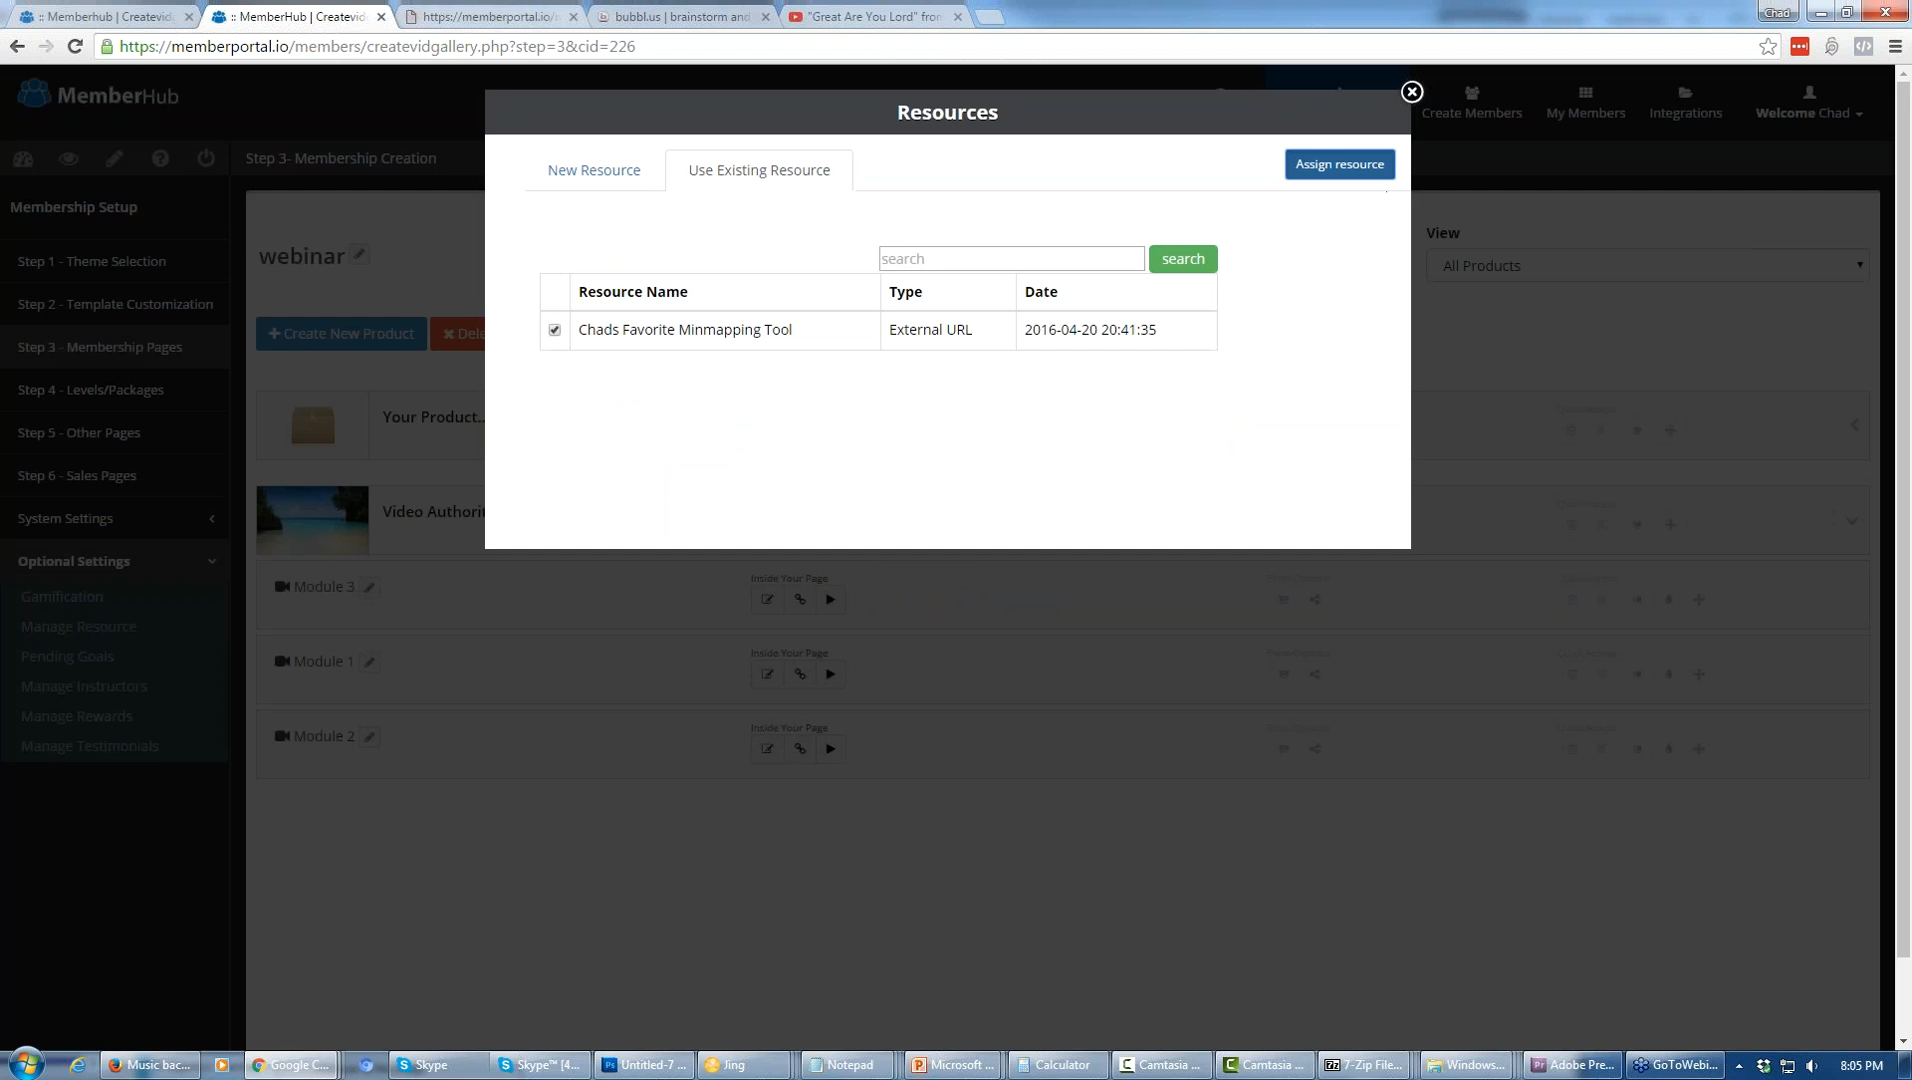 :: Memberhub | Createvid
:: MemberHub | Createvid
https://memberportal.io/
bubbl.us | brainstorm and
"Great Are You Lord" from
Chad
https://memberportal.io/members/createvidgallery.php?step=3&cid=226
MemberHub
Create Members
My Members
Integrations
Welcome Chad
Step 3- Membership Creation
Membership Setup
Step 1 - Theme Selection
Step 2 - Template Customization
Step 3 - Membership Pages
Step 4 - Levels/Packages
Step 5 - Other Pages
Step 6 - Sales Pages
System Settings
Optional Settings
Gamification
Manage Resource
Pending Goals
Manage Instructors
Manage Rewards
Manage Testimonials
webinar
View
All Products
+ Create New Product
Dele
Your Product...
Video Authori
Module 3
Inside Your Page
Module 1
Inside Your Page
Module 2
Inside Your Page
Resources
New Resource
Use Existing Resource
Assign resource
search
search
Resource Name Type Date
Chads Favorite Minmapping Tool External URL 2016-04-20 20:41:35
Music bac...
Google C...
Skype
Skype™ [4...
Untitled-7 ...
Jing
Notepad
Microsoft ...
Calculator
Camtasia ...
Camtasia ...
7-Zip File...
Windows...
Adobe Pre...
GoToWebi...
8:05 PM